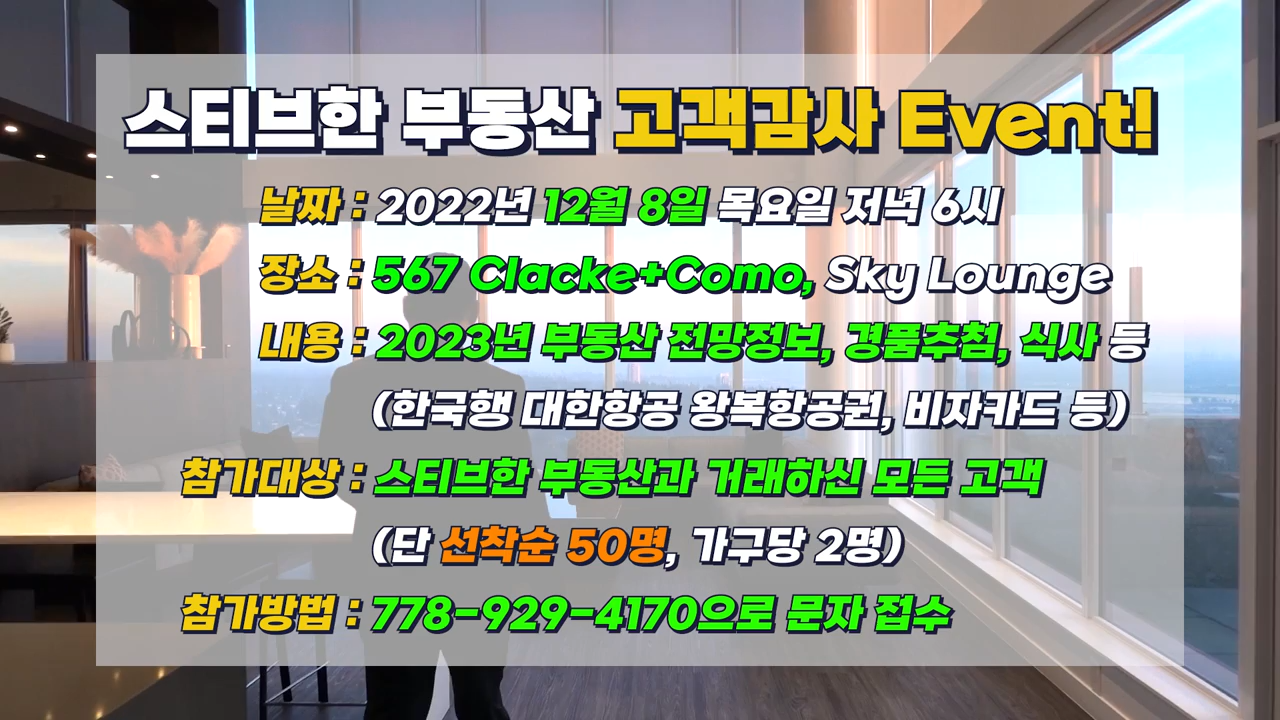 스티브한 부동산 고객감사 Event!
날짜 : 2022년 12월 8일 목요일 저녁 6시
장소 : 567 Clacke+Como, Sky Lounge
내용 : 2023년 부동산 전망정보, 경품추첨, 식사 등
(한국행 대한항공 왕복항공권, 비자카드 등)
참가대상 : 스티브한 부동산과 거래하신 모든 고객
(단 선착순 50명, 가구당 2명)
참가방법 : 778-929-4170으로 문자 접수